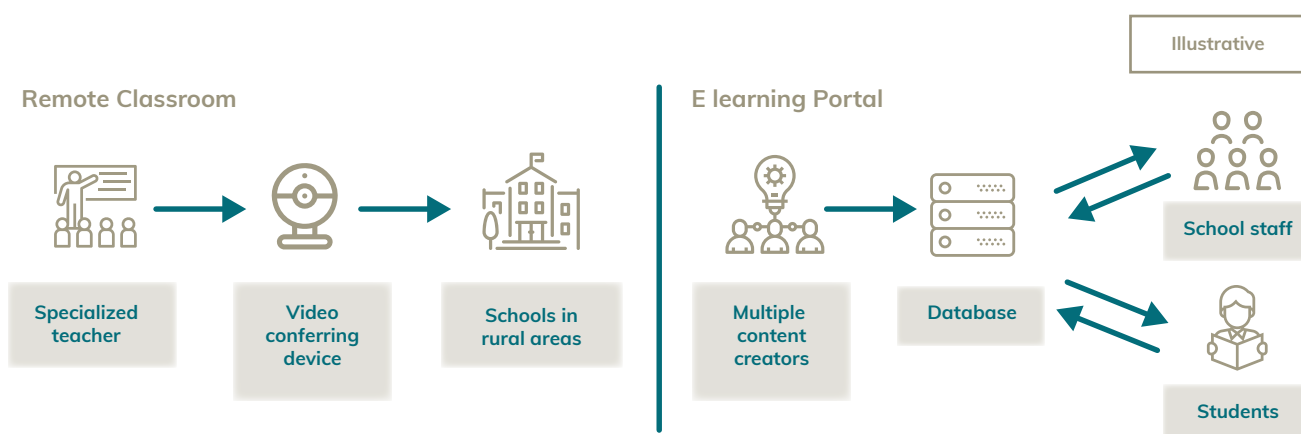 Illustrative
Remote Classroom
E learning Portal
Specialized
teacher
Video
conferring
device
Schools in
rural areas
Multiple
content
creators
Database
School staff
Students